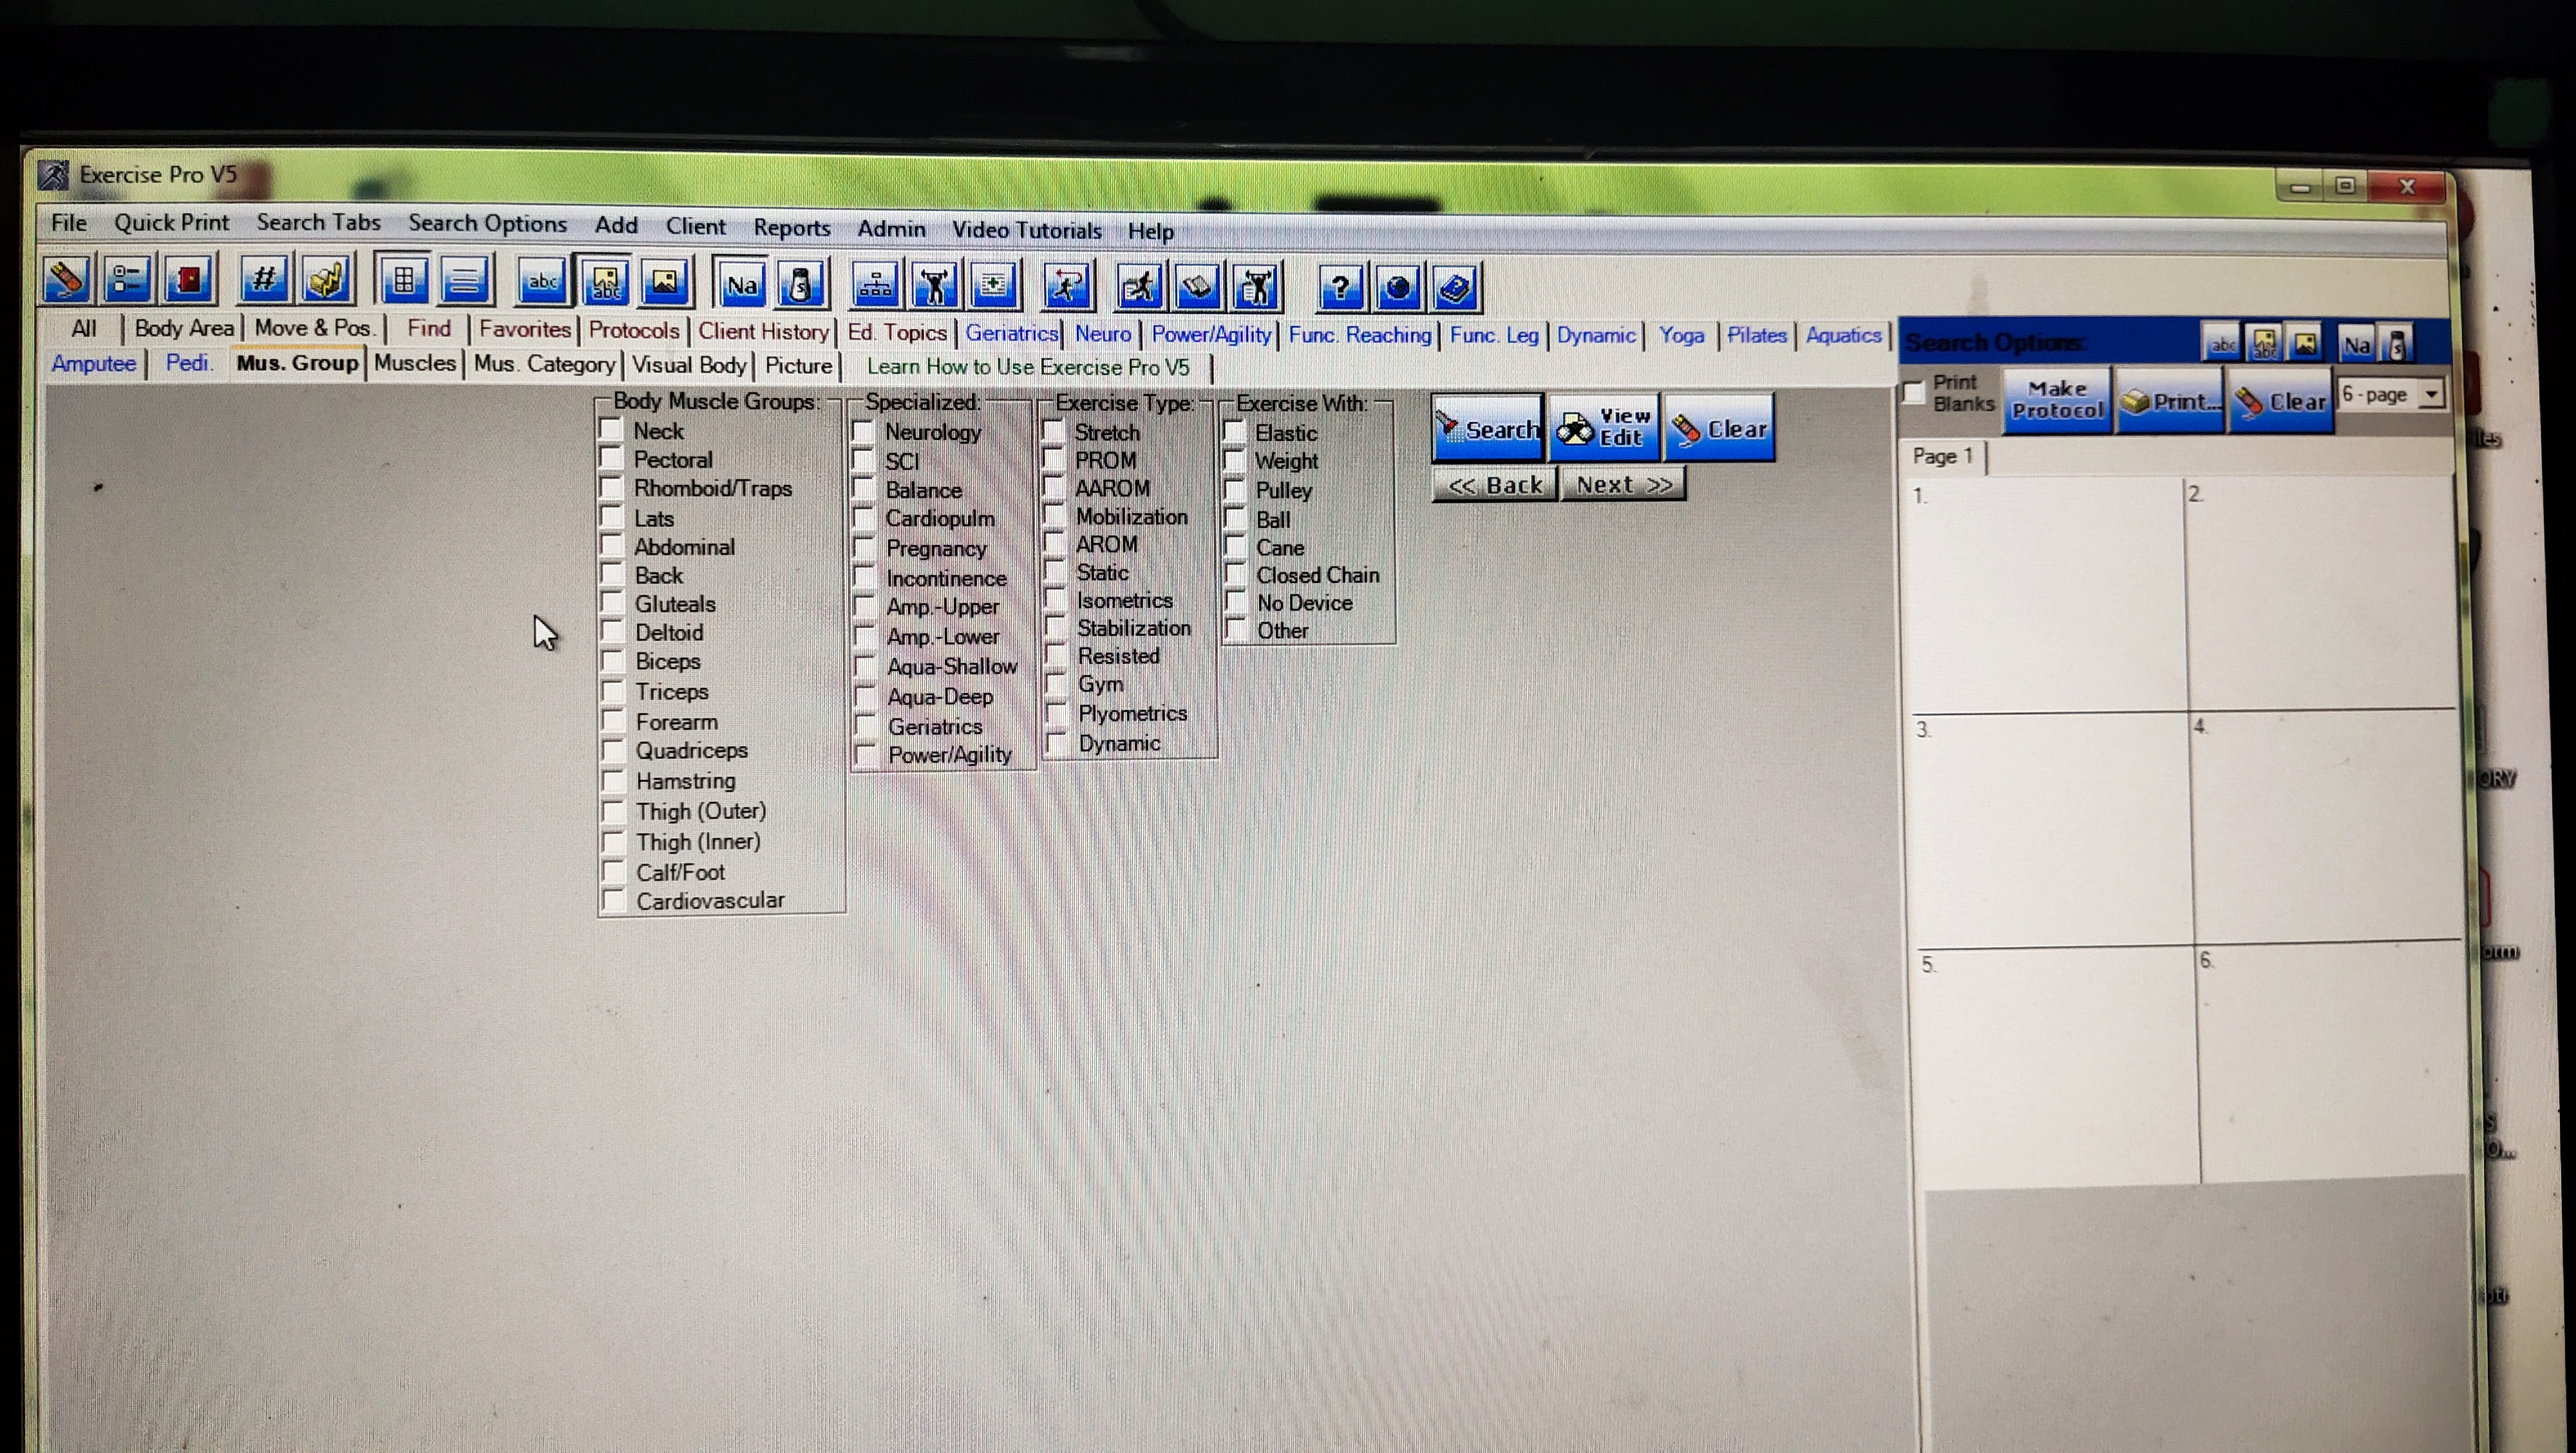 Exercise Pro V5
File Quick Print Search Tabs Search Options Add Client Reports Admin Video Tutorials Help
# abc abc Na $ ?
All Body Area Move & Pos. Find Favorites Protocols Client History Ed. Topics Geriatrics Neuro Power/Agility Func. Reaching Func. Leg Dynamic Yoga Pilates Aquatics
Amputee Pedi. Mus. Group Muscles Mus. Category Visual Body Picture Learn How to Use Exercise Pro V5
Body Muscle Groups:
Neck
Pectoral
Rhomboid/Traps
Lats
Abdominal
Back
Gluteals
Deltoid
Biceps
Triceps
Forearm
Quadriceps
Hamstring
Thigh (Outer)
Thigh (Inner)
Calf/Foot
Cardiovascular
Specialized:
Neurology
SCI
Balance
Cardiopulm
Pregnancy
Incontinence
Amp.-Upper
Amp.-Lower
Aqua-Shallow
Aqua-Deep
Geriatrics
Power/Agility
Exercise Type:
Stretch
PROM
AAROM
Mobilization
AROM
Static
Isometrics
Stabilization
Resisted
Gym
Plyometrics
Dynamic
Exercise With:
Elastic
Weight
Pulley
Ball
Cane
Closed Chain
No Device
Other
Search View Edit Clear
<< Back Next >>
Search Options:
abc abc Na $
Print Blanks Make Protocol Print... Clear 6 - page
Page 1
1. 2.
3. 4.
5. 6.
ORY